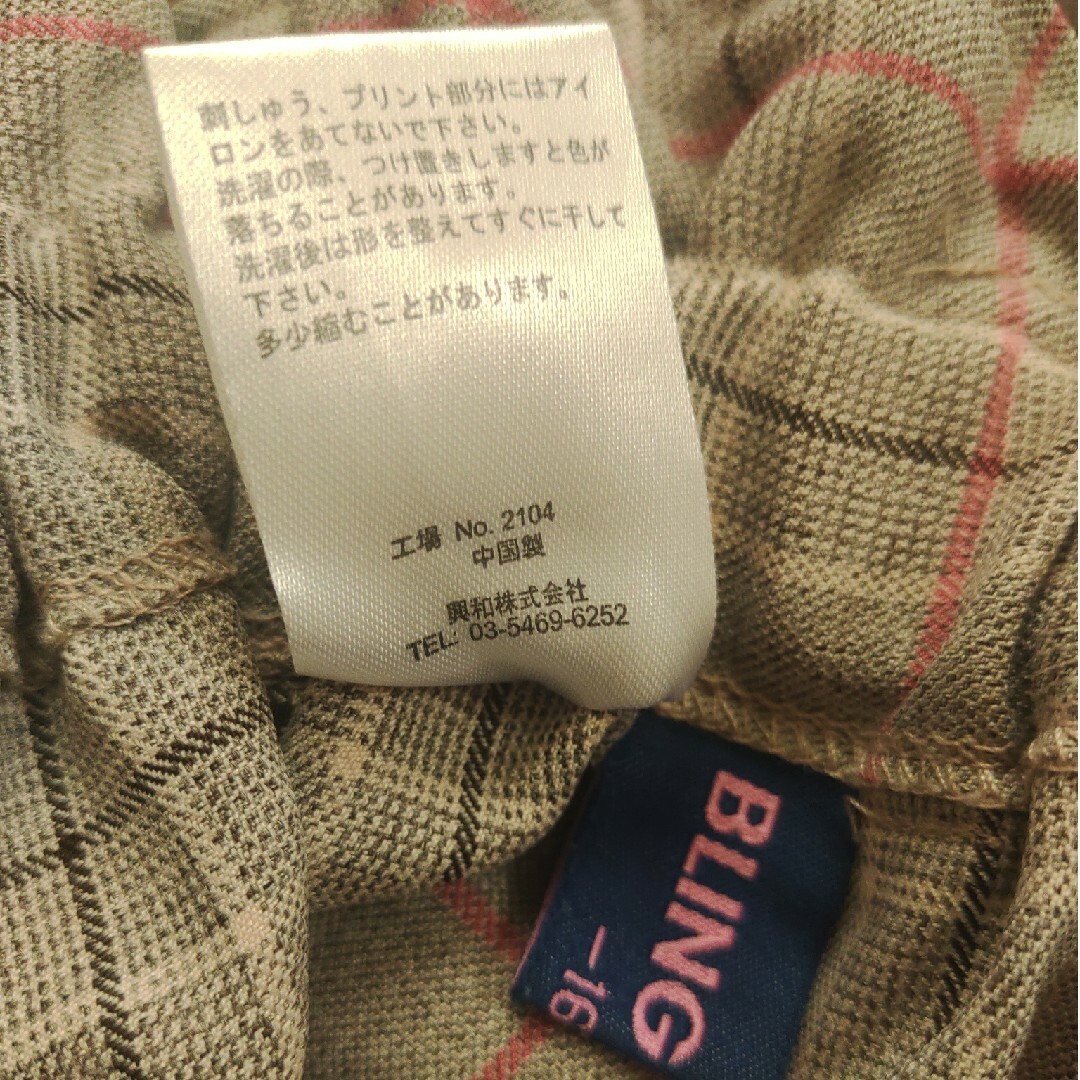 刺しゅう、プリント部分にはアイ
ロンをあてないで下さい。
洗濯の際、つけ置きしますと色が
落ちることがあります。
洗濯後は形を整えてすぐに干して
下さい。
多少縮むことがあります。
工場 No. 2104
中国製
興和株式会社
TEL: 03-5469-6252
BLING
-16